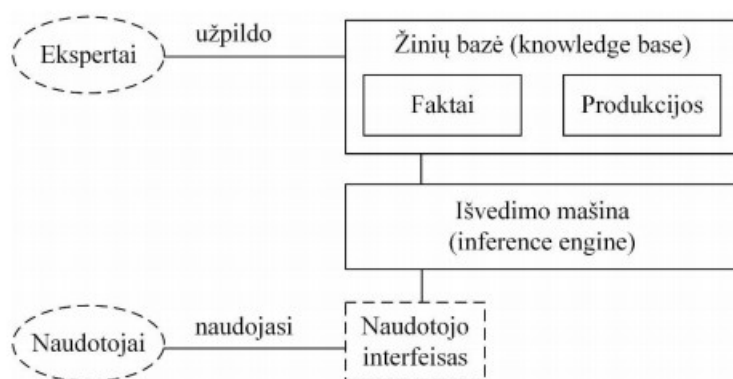 Ekspertai
užpildo
Žinių bazė (knowledge base)
Faktai
Produkcijos
Išvedimo mašina
(inference engine)
Naudotojai
naudojasi
Naudotojo
interfeisas